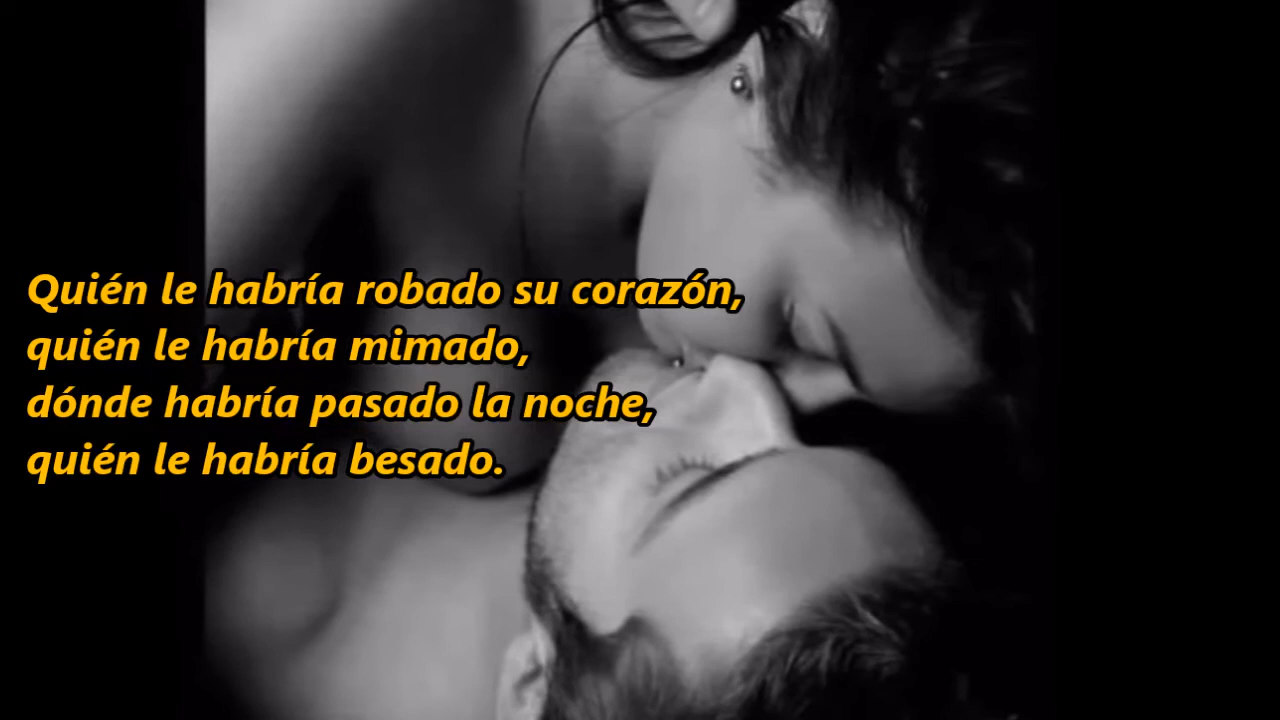 Quién le habría robado su corazón,
quién le habría mimado,
dónde habría pasado la noche,
quién le habría besado.